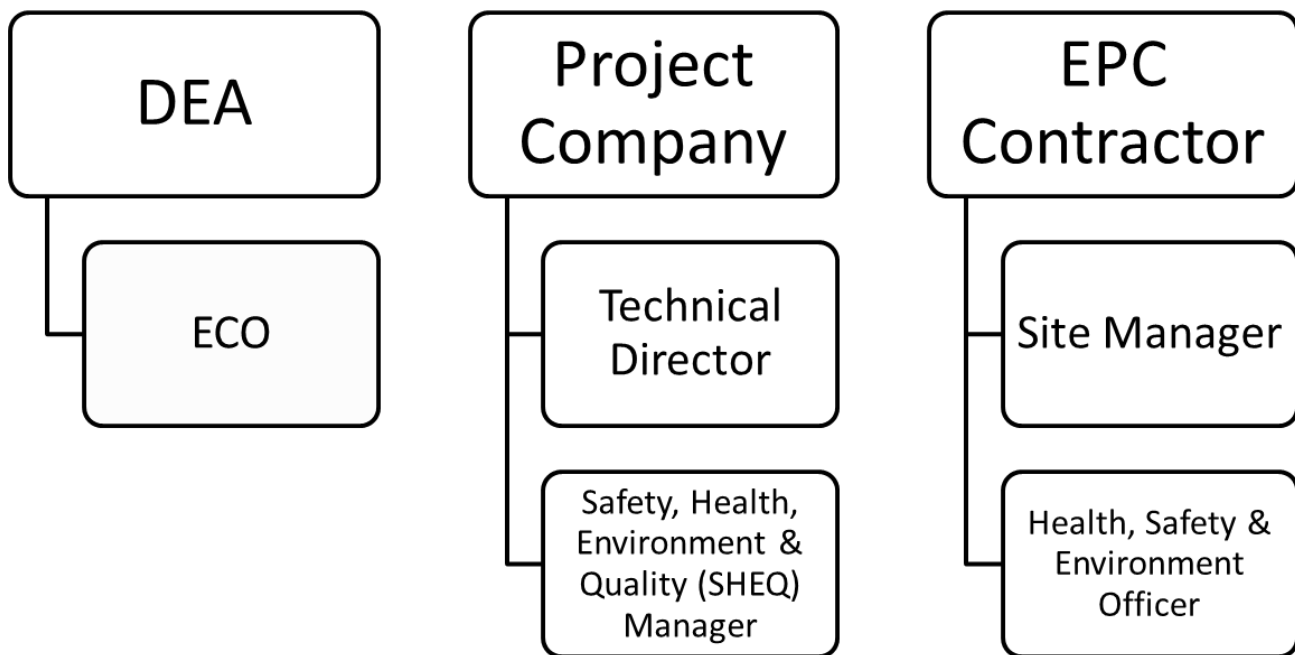 DEA
ECO
Project
Company
Technical
Director
Safety, Health,
Environment &
Quality (SHEQ)
Manager
EPC
Contractor
Site Manager
Health, Safety &
Environment
Officer